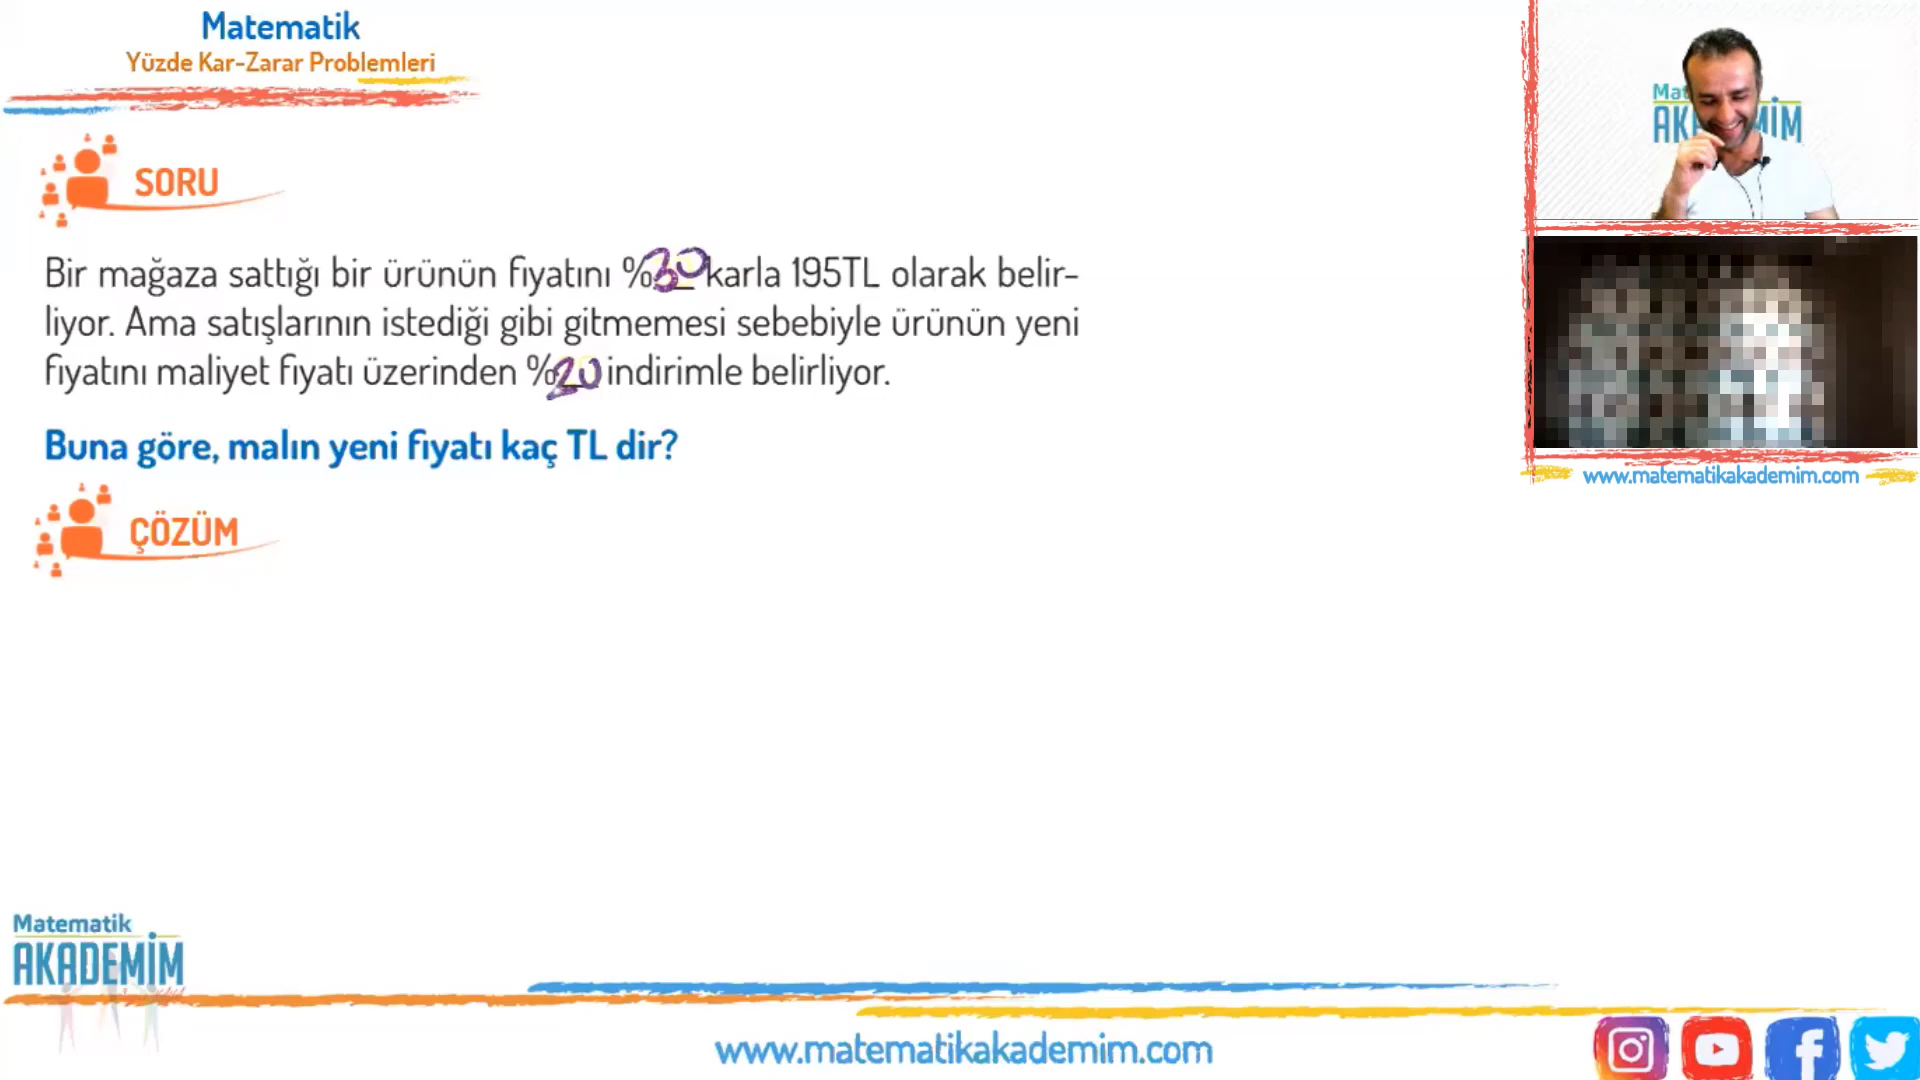 Matematik
Yüzde Kar-Zarar Problemleri
SORU
Bir mağaza sattığı bir ürünün fiyatını %30 karla 195TL olarak belir-
liyor. Ama satışlarının istediği gibi gitmemesi sebebiyle ürünün yeni
fiyatını maliyet fiyatı üzerinden %20 indirimle belirliyor.
Buna göre, malın yeni fiyatı kaç TL dir?
ÇÖZÜM
www.matematikakademim.com
Matematik
AKADEMİM
www.matematikakademim.com